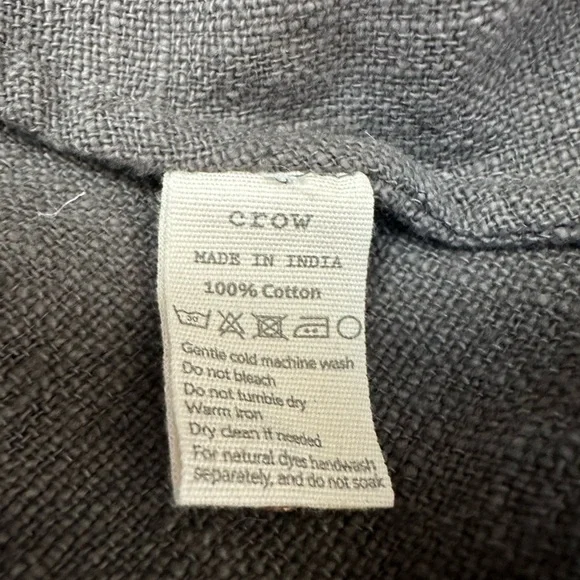 crow
MADE IN INDIA
100% Cotton
30
Gentle cold machine wash
Do not bleach
Do not tumble dry
Warm iron
Dry clean if needed
For natural dyes handwash
separately, and do not soak